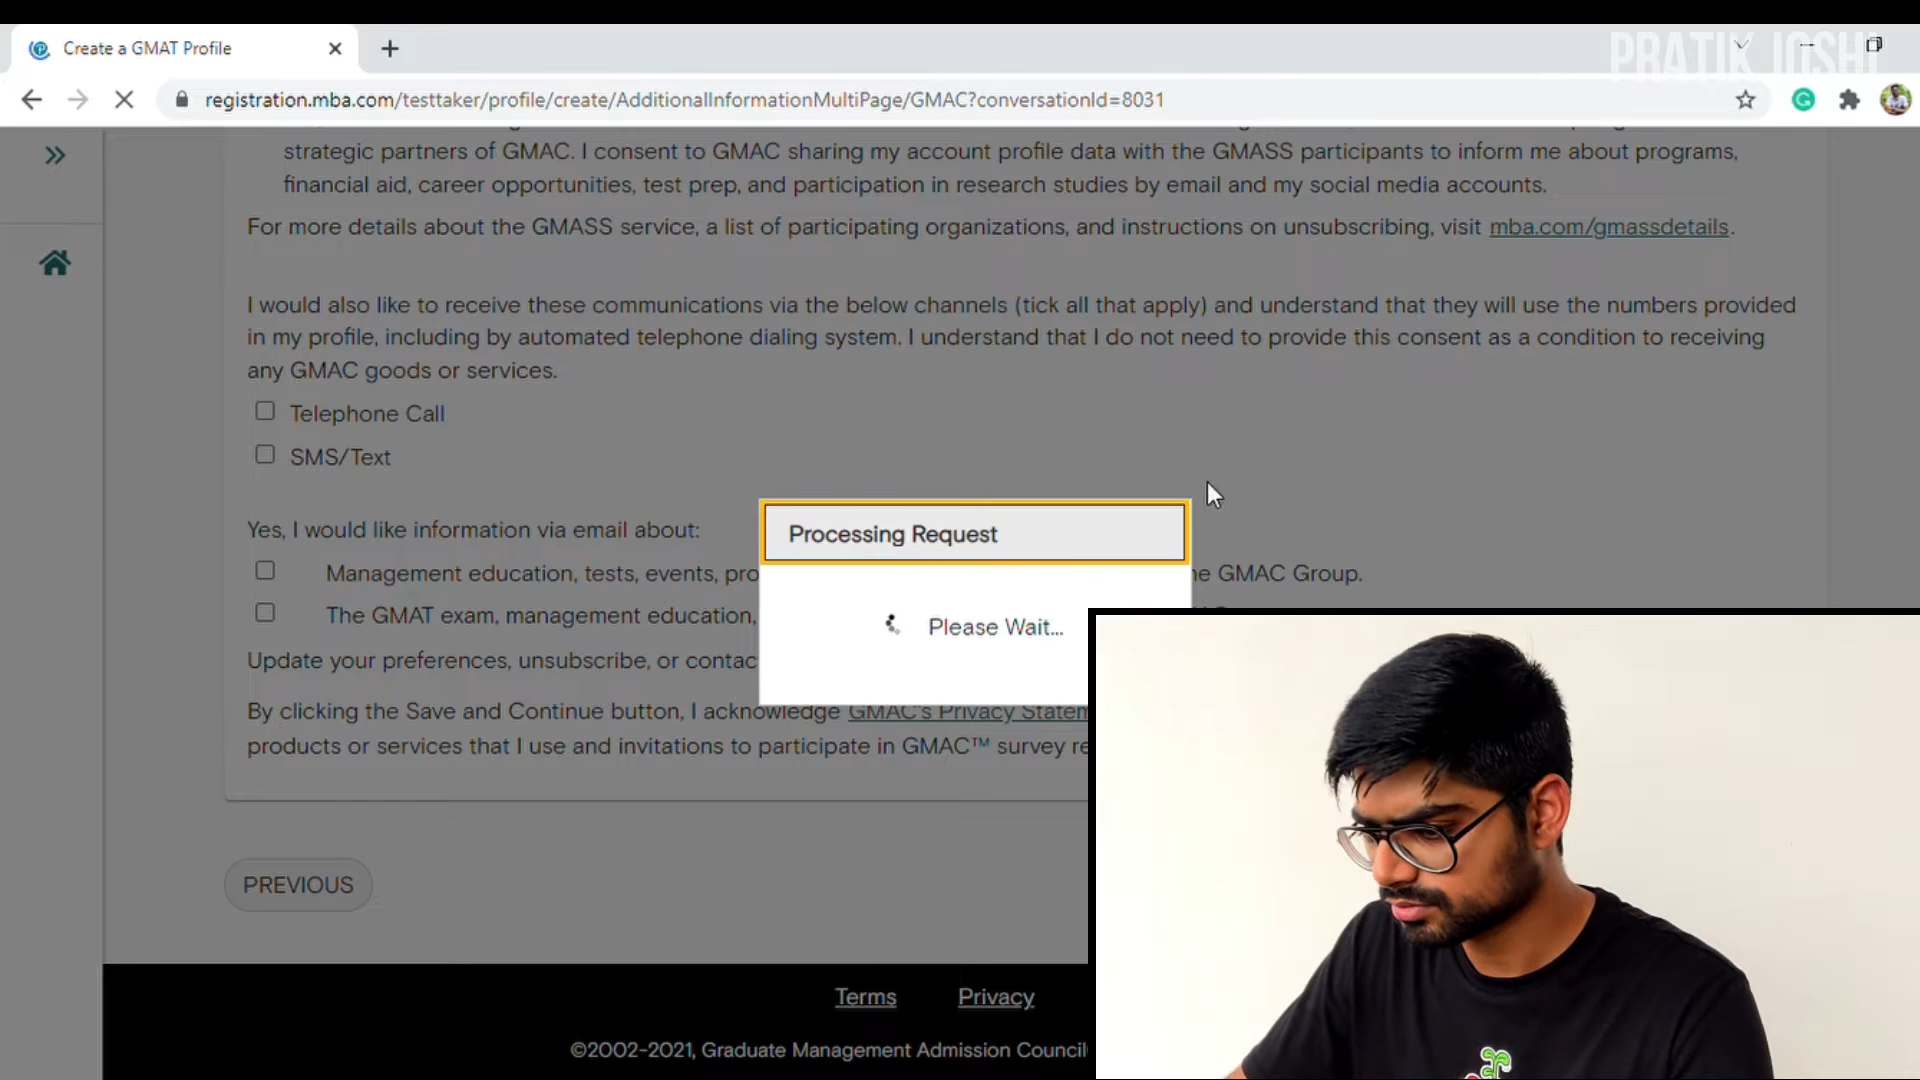 PRATIK JOSHI
Create a GMAT Profile
registration.mba.com/testtaker/profile/create/AdditionalInformationMultiPage/GMAC?conversationId=8031
strategic partners of GMAC. I consent to GMAC sharing my account profile data with the GMASS participants to inform me about programs,
financial aid, career opportunities, test prep, and participation in research studies by email and my social media accounts.
For more details about the GMASS service, a list of participating organizations, and instructions on unsubscribing, visit mba.com/gmassdetails.
I would also like to receive these communications via the below channels (tick all that apply) and understand that they will use the numbers provided
in my profile, including by automated telephone dialing system. I understand that I do not need to provide this consent as a condition to receiving
any GMAC goods or services.
Telephone Call
SMS/Text
Yes, I would like information via email about:
Processing Request
Management education, tests, events, pro he GMAC Group.
The GMAT exam, management education,
Please Wait...
Update your preferences, unsubscribe, or contac
By clicking the Save and Continue button, I acknowledge GMAC's Privacy Statem
products or services that I use and invitations to participate in GMAC™ survey re
PREVIOUS
Terms Privacy
©2002-2021, Graduate Management Admission Council